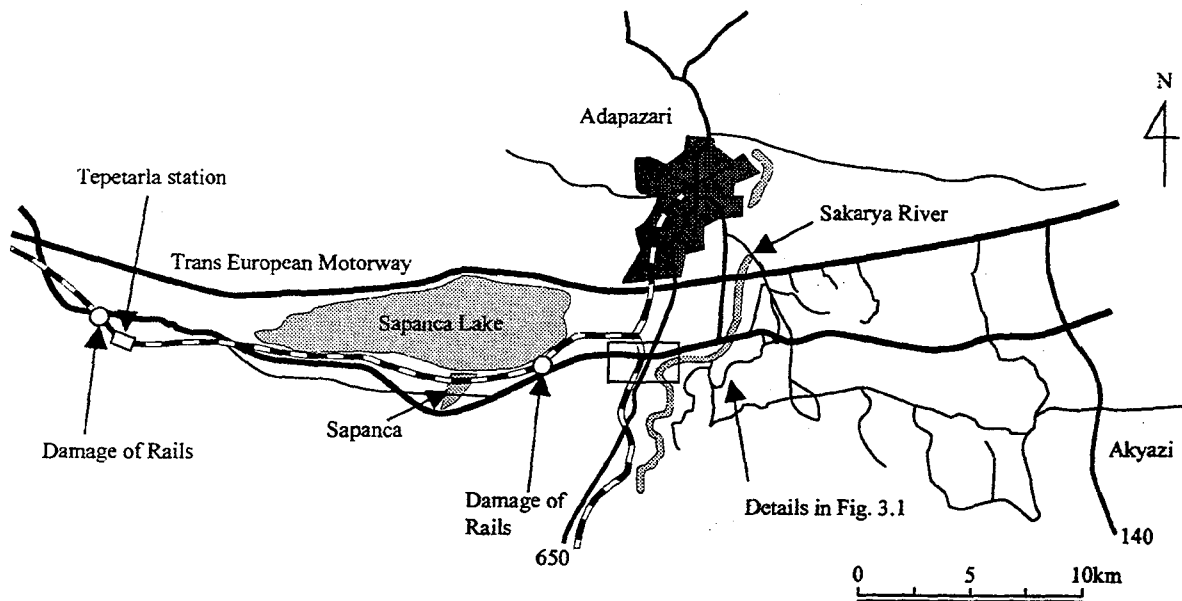 N
Adapazari
Tepetarla station
Sakarya River
Trans European Motorway
Sapanca Lake
Sapanca
Damage of Rails
Damage of
Rails
Akyazi
Details in Fig. 3.1
650
140
0 5 10km